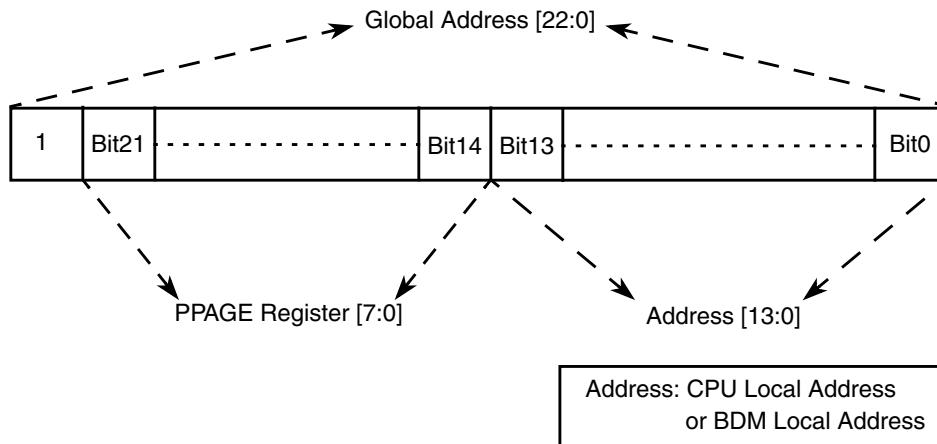 Global Address [22:0]
1 Bit21 Bit14 Bit13 Bit0
PPAGE Register [7:0]
Address [13:0]
Address: CPU Local Address
or BDM Local Address